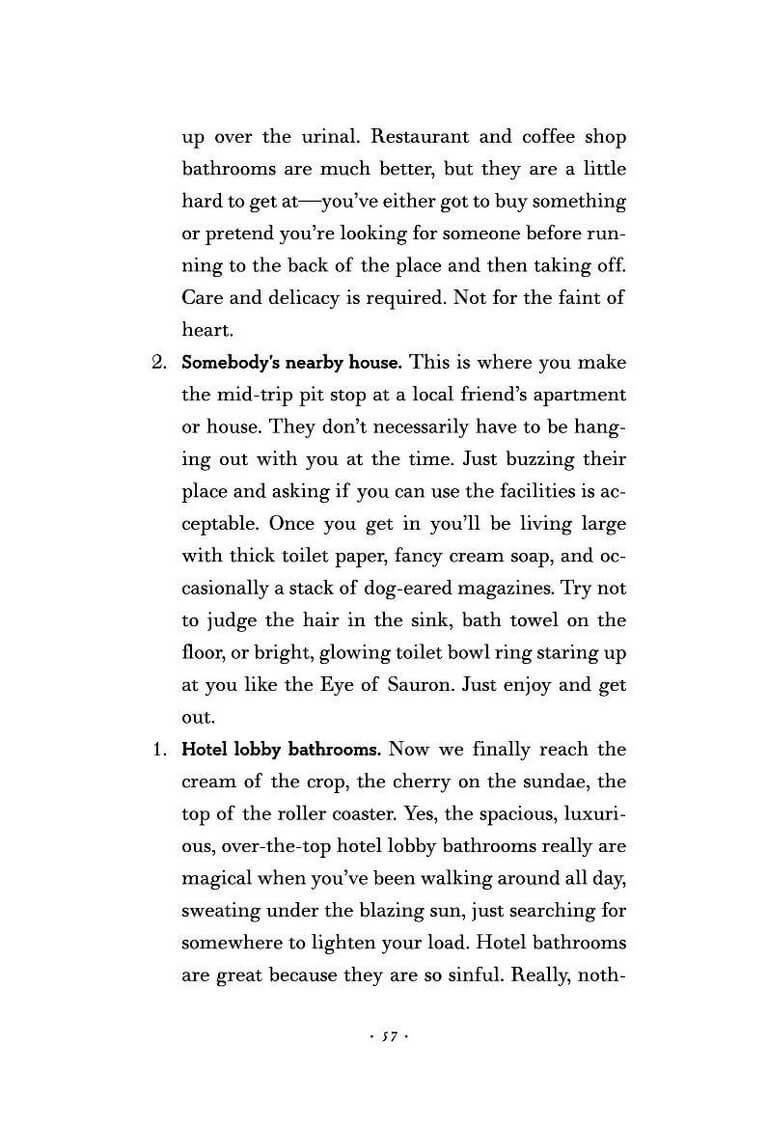 up over the urinal. Restaurant and coffee shop
bathrooms are much better, but they are a little
hard to get at—you’ve either got to buy something
or pretend you’re looking for someone before run-
ning to the back of the place and then taking off.
Care and delicacy is required. Not for the faint of
heart.
2. Somebody’s nearby house. This is where you make
the mid-trip pit stop at a local friend’s apartment
or house. They don’t necessarily have to be hang-
ing out with you at the time. Just buzzing their
place and asking if you can use the facilities is ac-
ceptable. Once you get in you’ll be living large
with thick toilet paper, fancy cream soap, and oc-
casionally a stack of dog-eared magazines. Try not
to judge the hair in the sink, bath towel on the
floor, or bright, glowing toilet bowl ring staring up
at you like the Eye of Sauron. Just enjoy and get
out.
1. Hotel lobby bathrooms. Now we finally reach the
cream of the crop, the cherry on the sundae, the
top of the roller coaster. Yes, the spacious, luxuri-
ous, over-the-top hotel lobby bathrooms really are
magical when you’ve been walking around all day,
sweating under the blazing sun, just searching for
somewhere to lighten your load. Hotel bathrooms
are great because they are so sinful. Really, noth-
· 57 ·